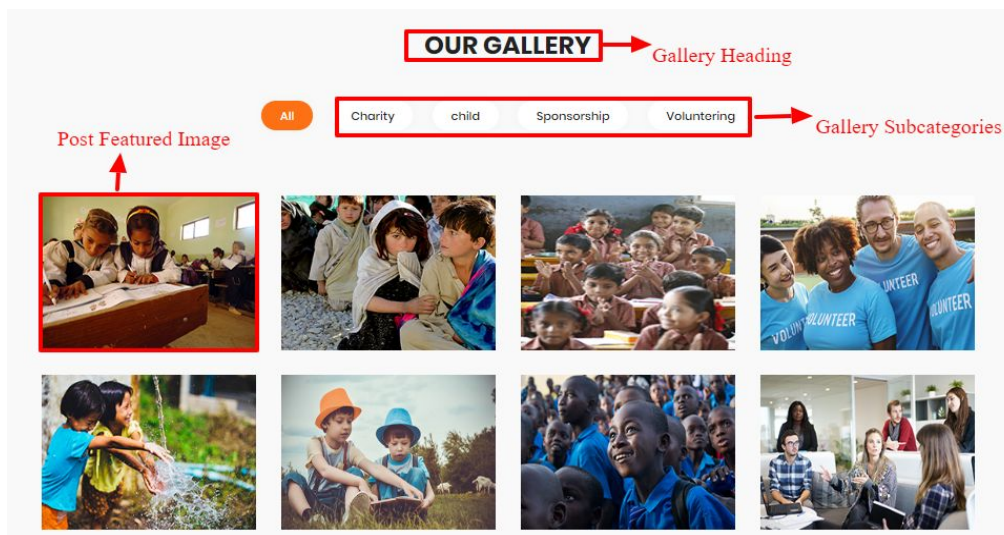 OUR GALLERY
Gallery Heading
All Charity child Sponsorship Voluntering
Gallery Subcategories
Post Featured Image
VOLUNTEER
VOLUNTEER
VOLUNTEER